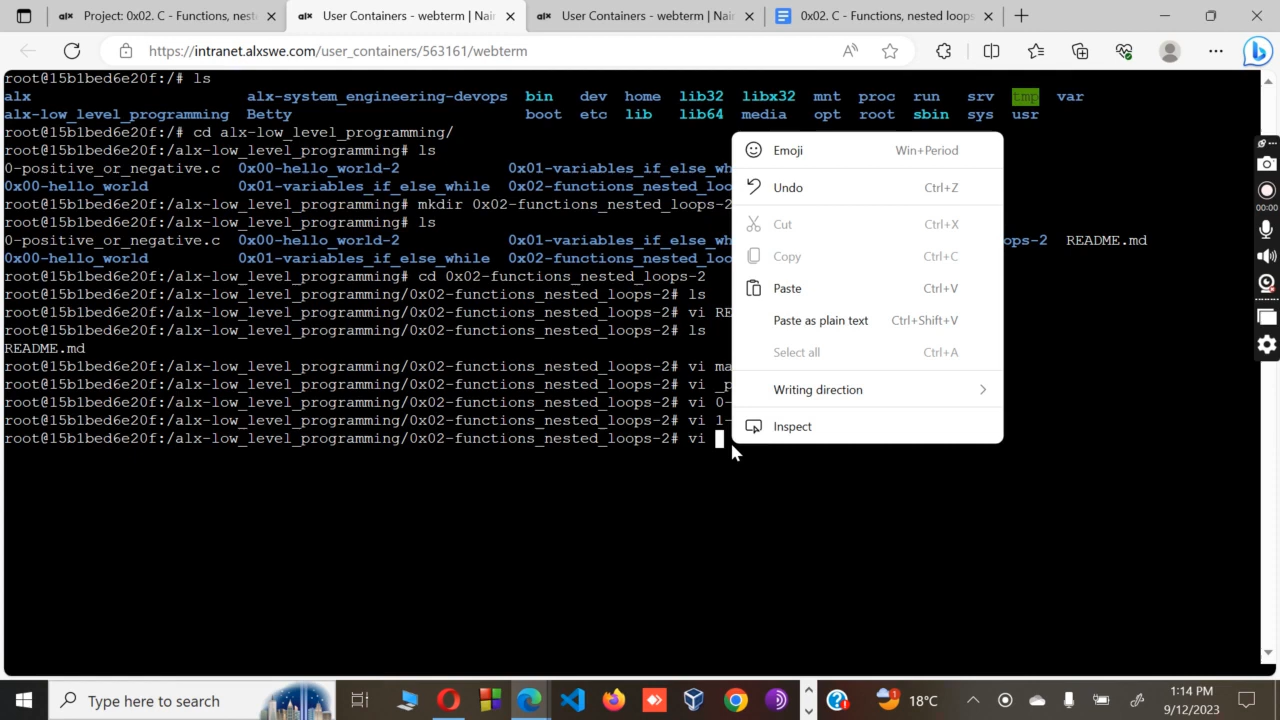 Project: 0x02. C - Functions, nest
User Containers - webterm | Nair
User Containers - webterm | Nair
0x02. C - Functions, nested loops
https://intranet.alxswe.com/user_containers/563161/webterm
root@15b1bed6e20f:/# ls
alx alx-system_engineering-devops bin dev home lib32 libx32 mnt proc run srv tmp var
alx-low_level_programming Betty boot etc lib lib64 media opt root sbin sys usr
root@15b1bed6e20f:/# cd alx-low_level_programming/
root@15b1bed6e20f:/alx-low_level_programming# ls
0-positive_or_negative.c 0x00-hello_world-2 0x01-variables_if_else_wh
0x00-hello_world 0x01-variables_if_else_while 0x02-functions_nested_loo
root@15b1bed6e20f:/alx-low_level_programming# mkdir 0x02-functions_nested_loops-2
root@15b1bed6e20f:/alx-low_level_programming# ls
0-positive_or_negative.c 0x00-hello_world-2 0x01-variables_if_else_wh ops-2 README.md
0x00-hello_world 0x01-variables_if_else_while 0x02-functions_nested_loo
root@15b1bed6e20f:/alx-low_level_programming# cd 0x02-functions_nested_loops-2
root@15b1bed6e20f:/alx-low_level_programming/0x02-functions_nested_loops-2# ls
root@15b1bed6e20f:/alx-low_level_programming/0x02-functions_nested_loops-2# vi RE
root@15b1bed6e20f:/alx-low_level_programming/0x02-functions_nested_loops-2# ls
README.md
root@15b1bed6e20f:/alx-low_level_programming/0x02-functions_nested_loops-2# vi ma
root@15b1bed6e20f:/alx-low_level_programming/0x02-functions_nested_loops-2# vi _p
root@15b1bed6e20f:/alx-low_level_programming/0x02-functions_nested_loops-2# vi 0-
root@15b1bed6e20f:/alx-low_level_programming/0x02-functions_nested_loops-2# vi 1-
root@15b1bed6e20f:/alx-low_level_programming/0x02-functions_nested_loops-2# vi
Emoji Win+Period
Undo Ctrl+Z
Cut Ctrl+X
Copy Ctrl+C
Paste Ctrl+V
Paste as plain text Ctrl+Shift+V
Select all Ctrl+A
Writing direction
Inspect
00:00
Type here to search
18°C
1:14 PM
9/12/2023